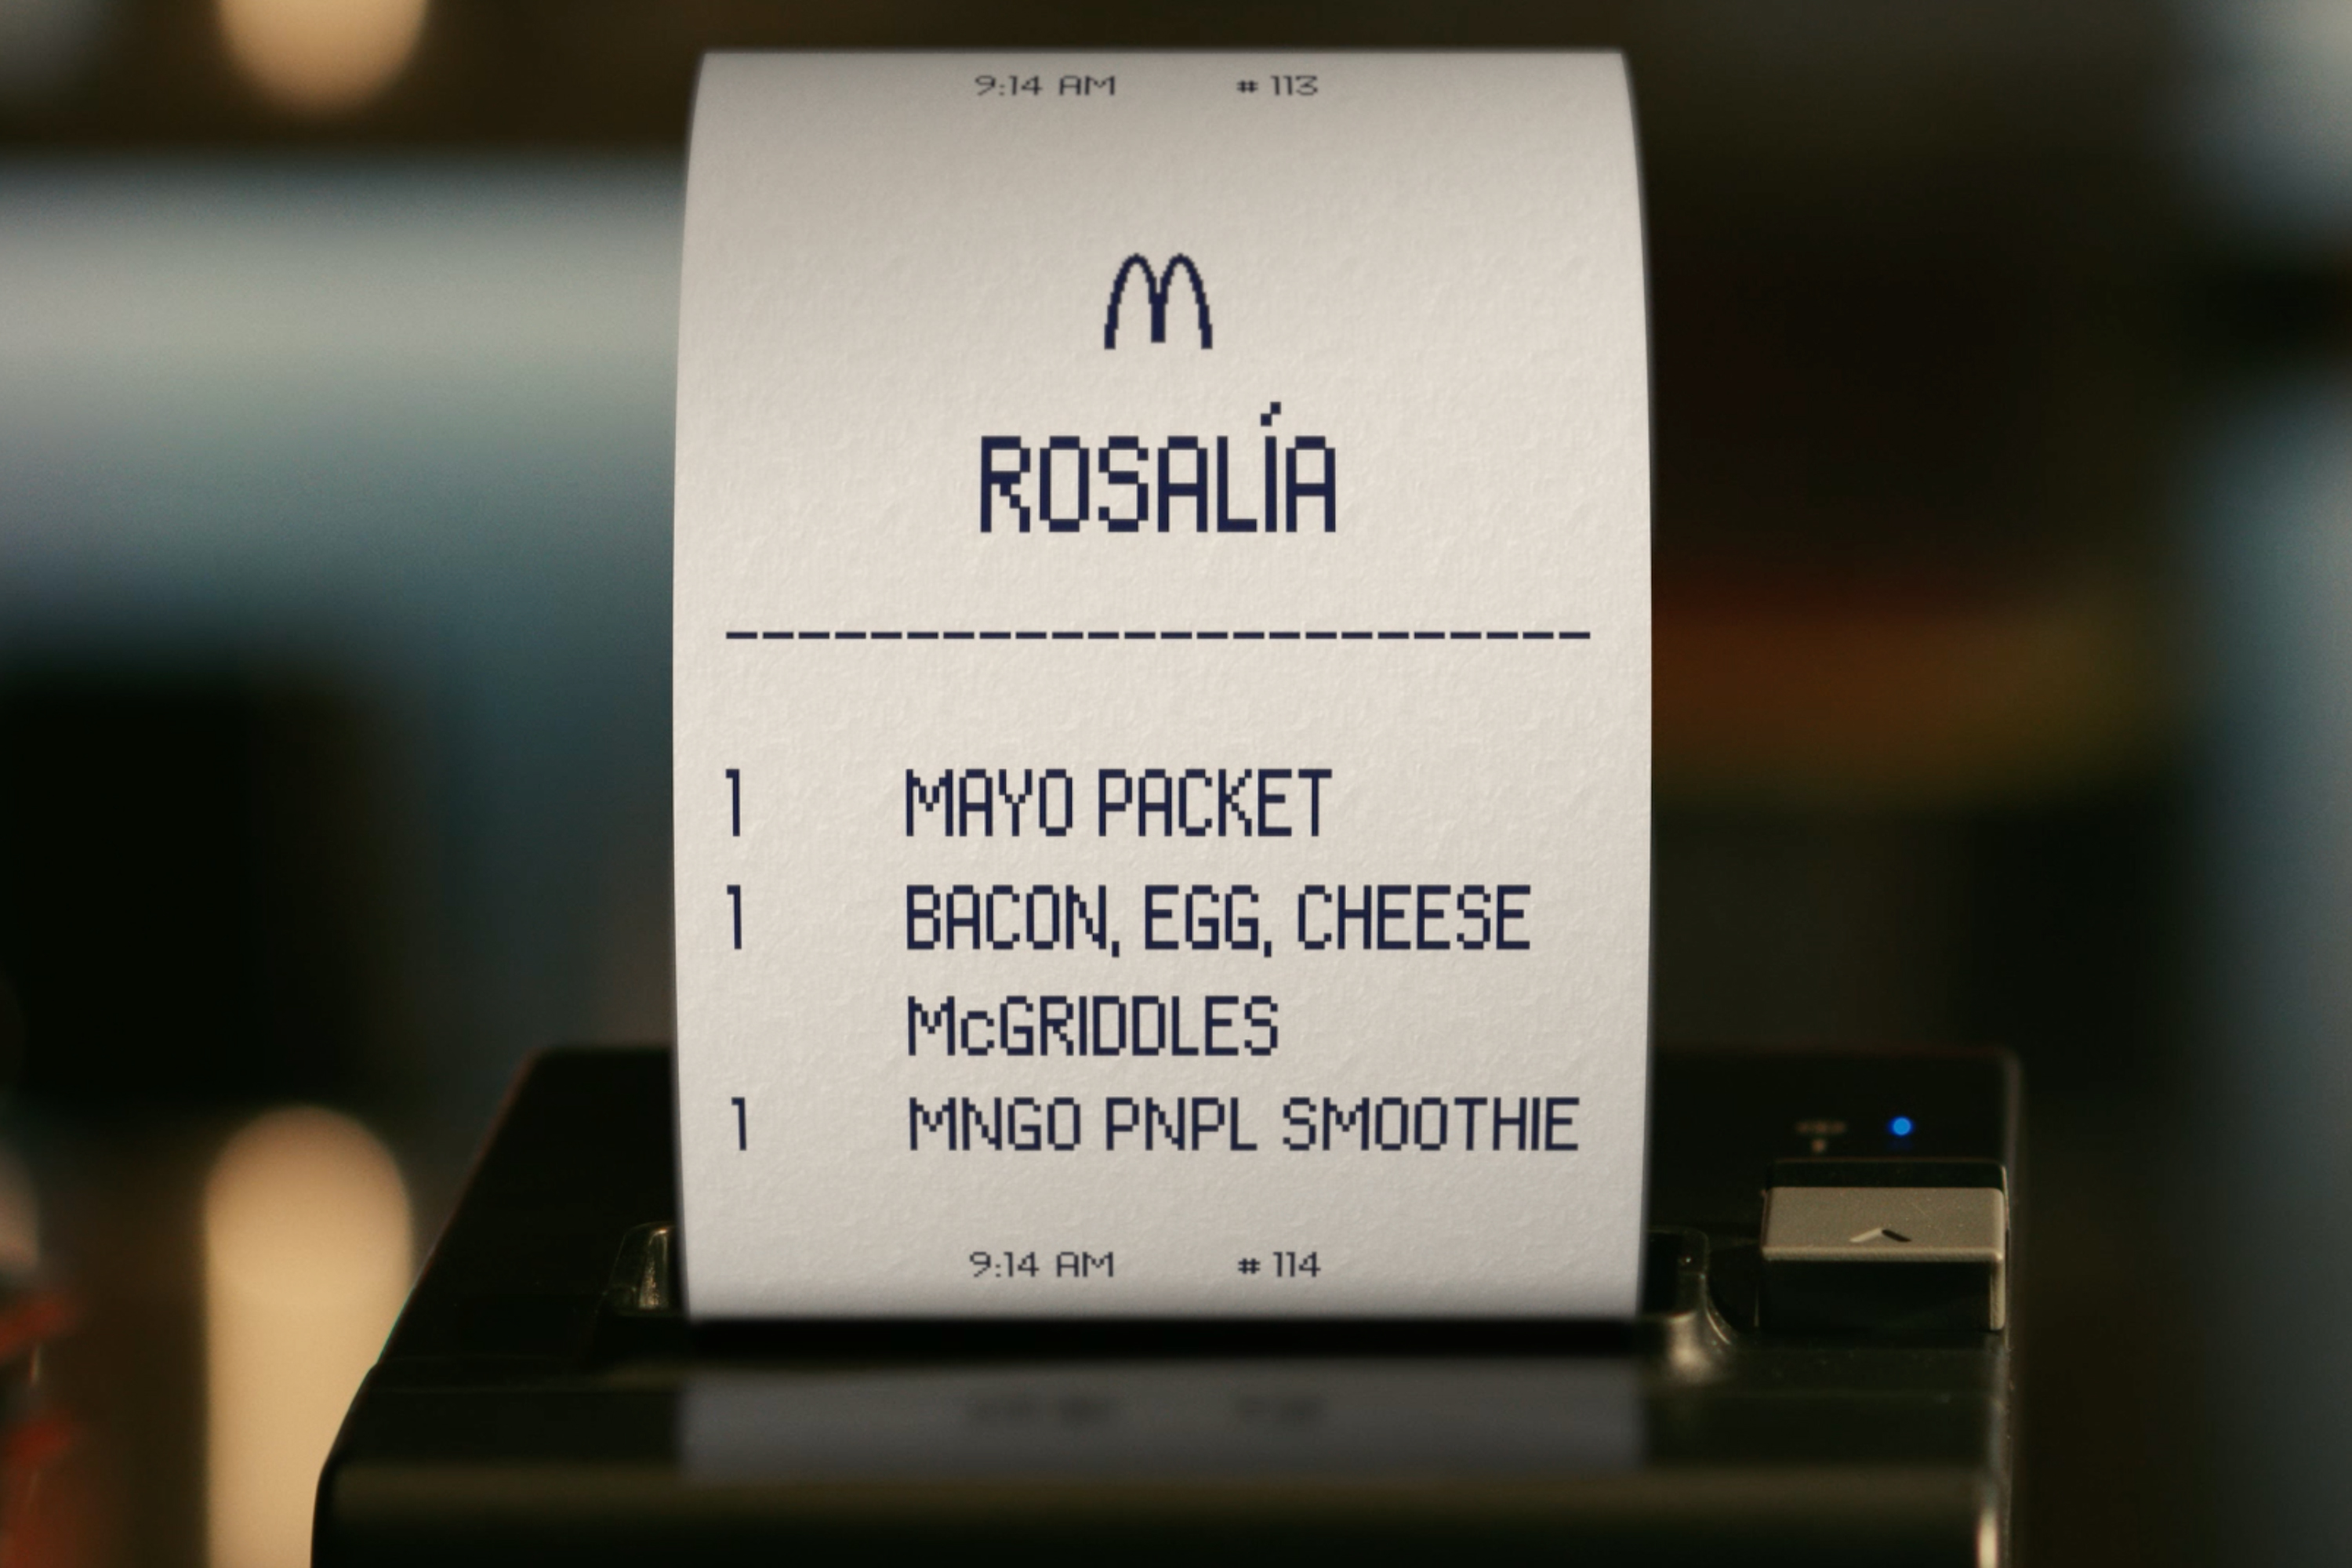 9:14 AM # 113
ROSALÍA
------------------------
1 MAYO PACKET
1 BACON, EGG, CHEESE
McGRIDDLES
1 MNGO PNPL SMOOTHIE
9:14 AM # 114